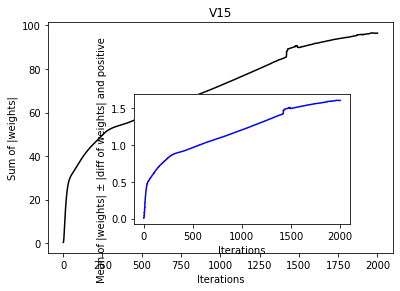 V15
Sum of |weights|
100
80
60
40
20
0
Mean of |weights| ± |diff of weights| and positive
1.5
1.0
0.5
0.0
0 500 1000 1500 2000
Iterations
0 250 500 750 1000 1250 1500 1750 2000
Iterations